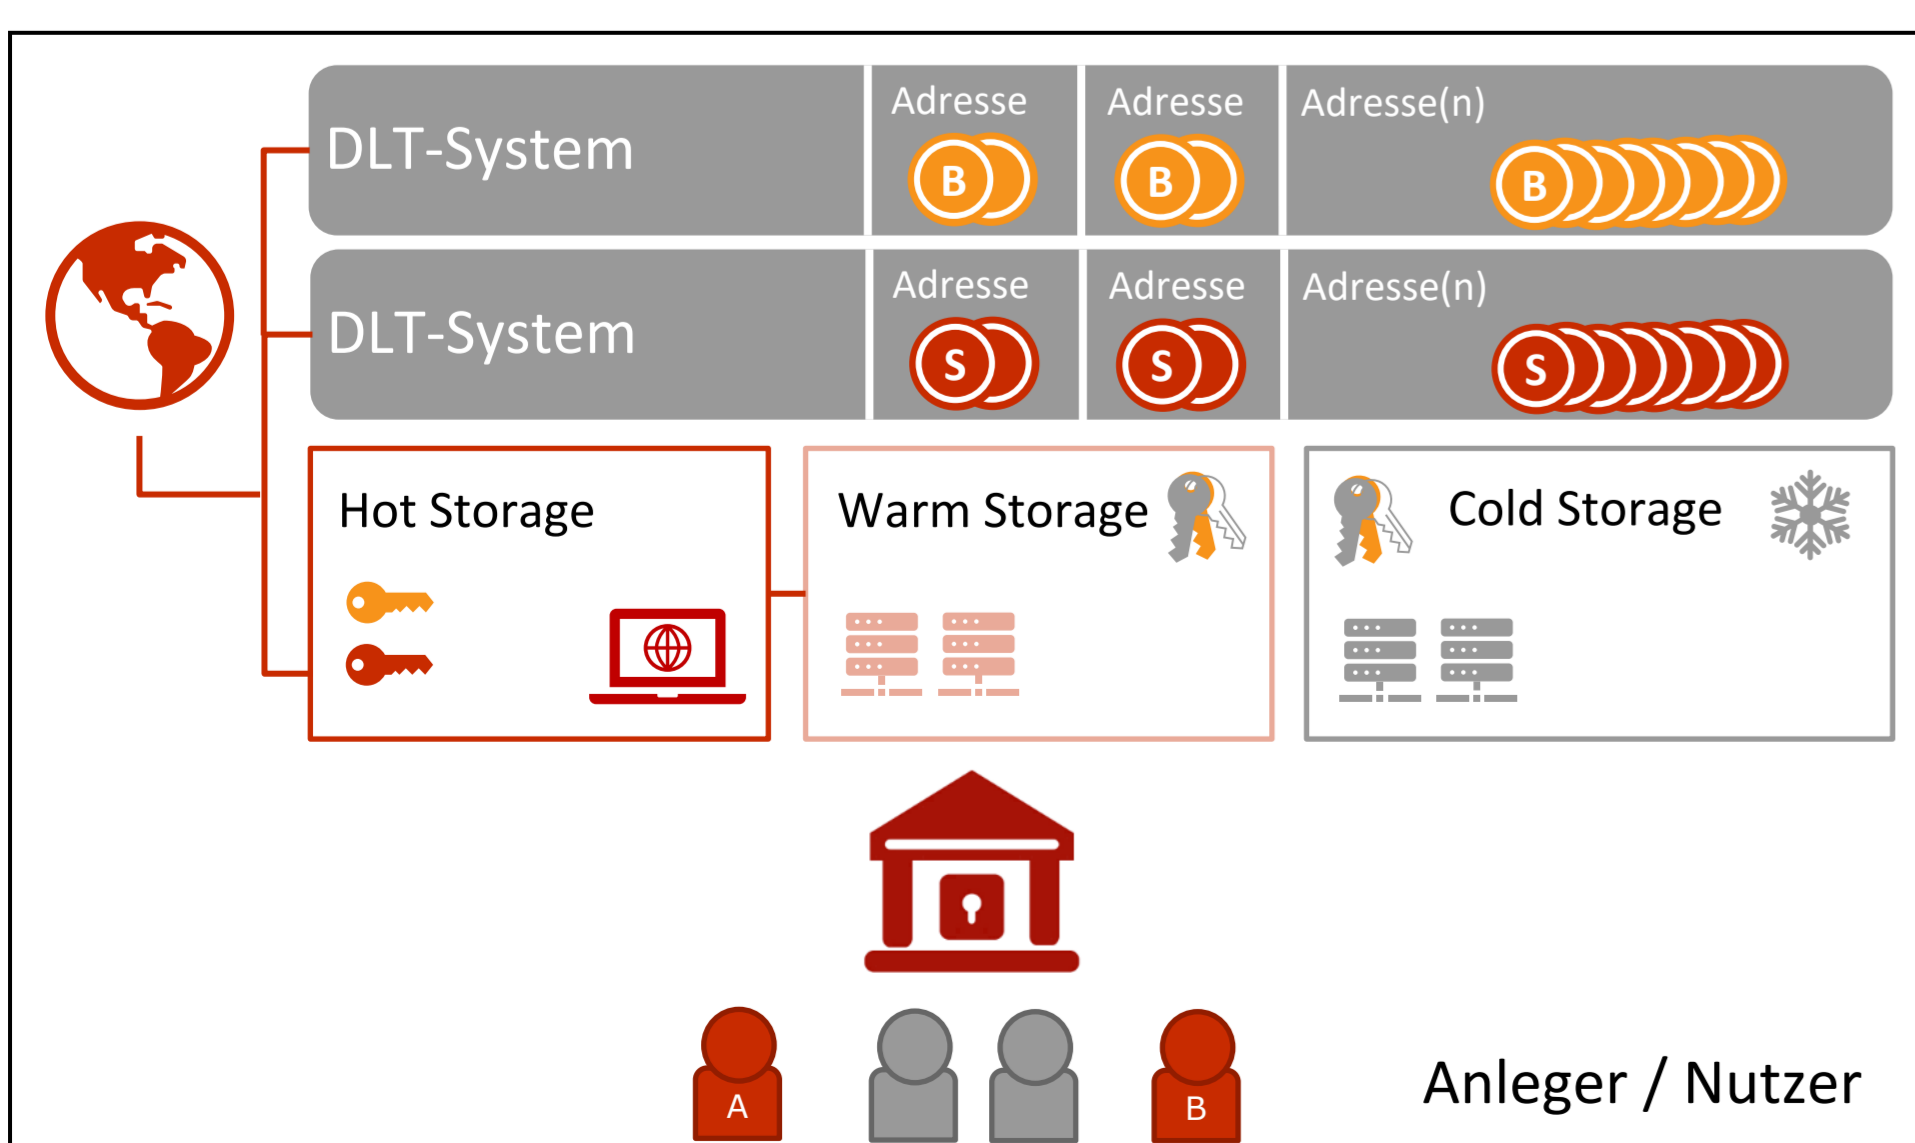 DLT-System
Adresse
Adresse
Adresse(n)
B
B
B
DLT-System
Adresse
Adresse
Adresse(n)
S
S
S
Hot Storage
Warm Storage
Cold Storage
A
B
Anleger / Nutzer